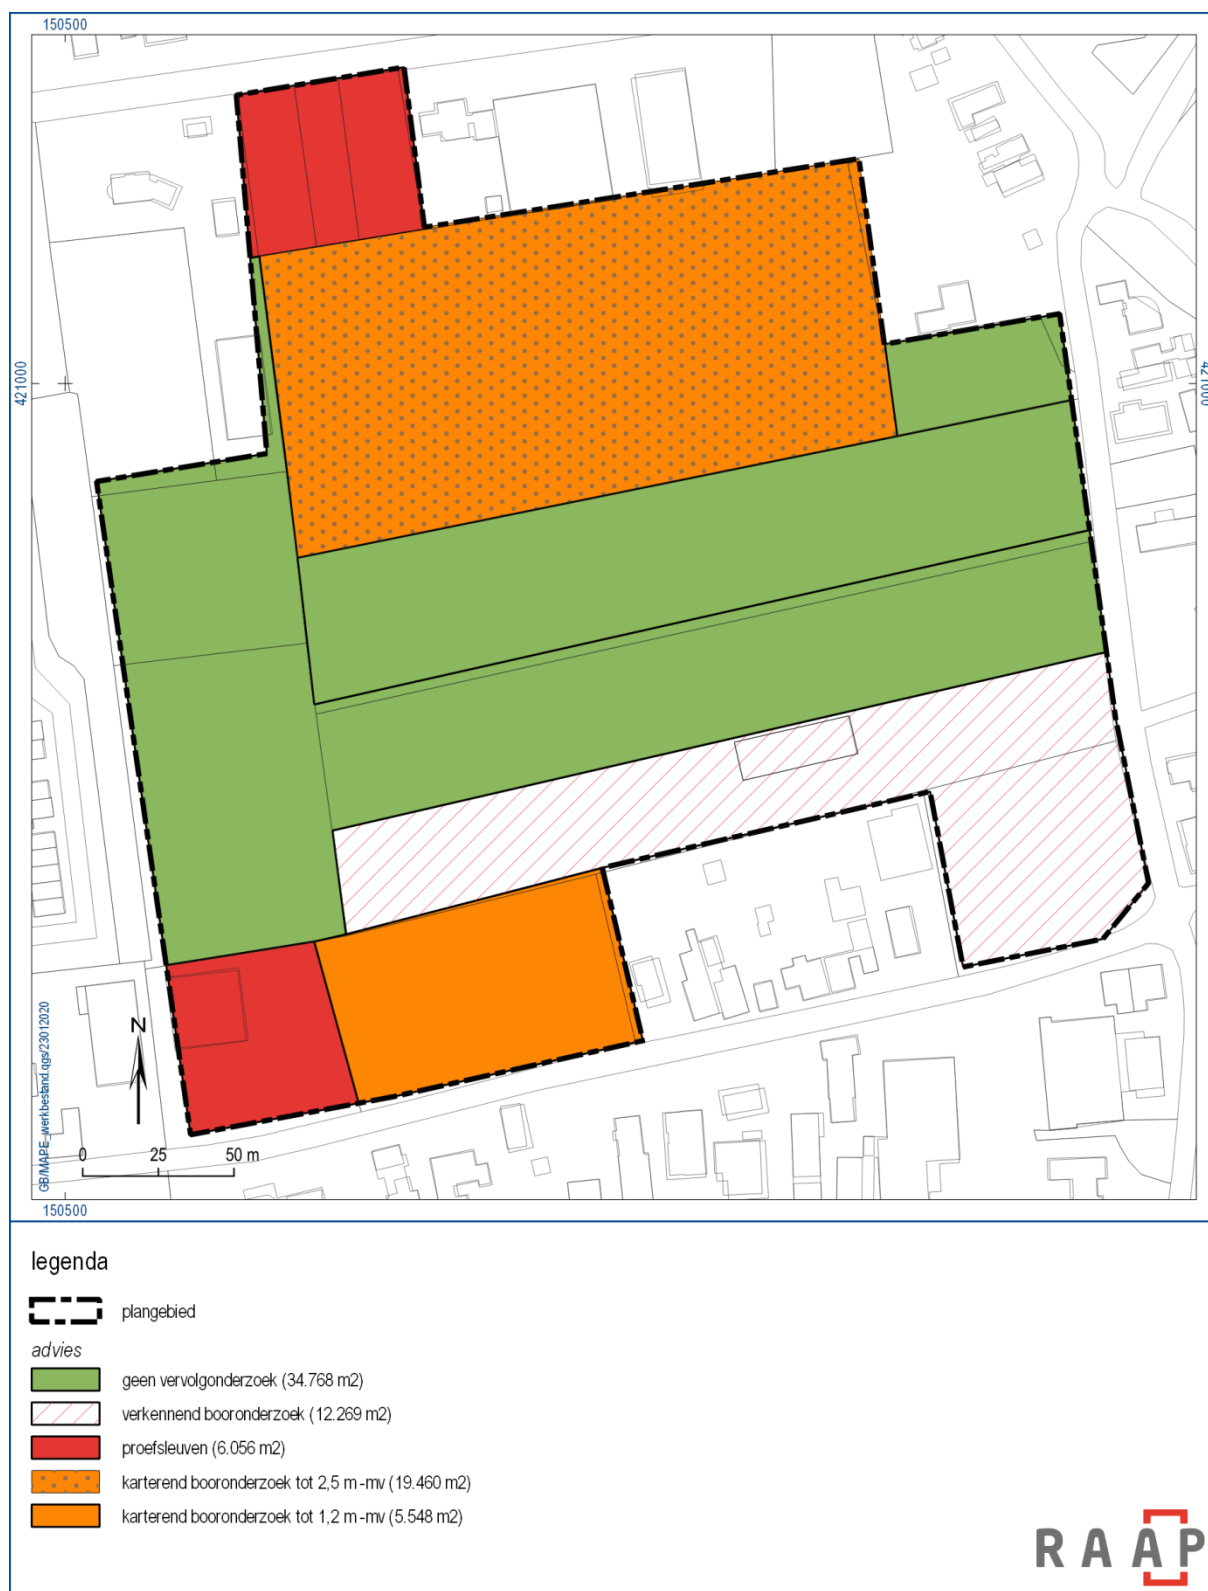 150500
421000
421000
N
0 25 50 m
GB/MAPE_werkbestand.qgs/23012020
150500
legenda
plangebied
advies
geen vervolgonderzoek (34.768 m2)
verkennend booronderzoek (12.269 m2)
proefsleuven (6.056 m2)
karterend booronderzoek tot 2,5 m -mv (19.460 m2)
karterend booronderzoek tot 1,2 m -mv (5.548 m2)
RAAP